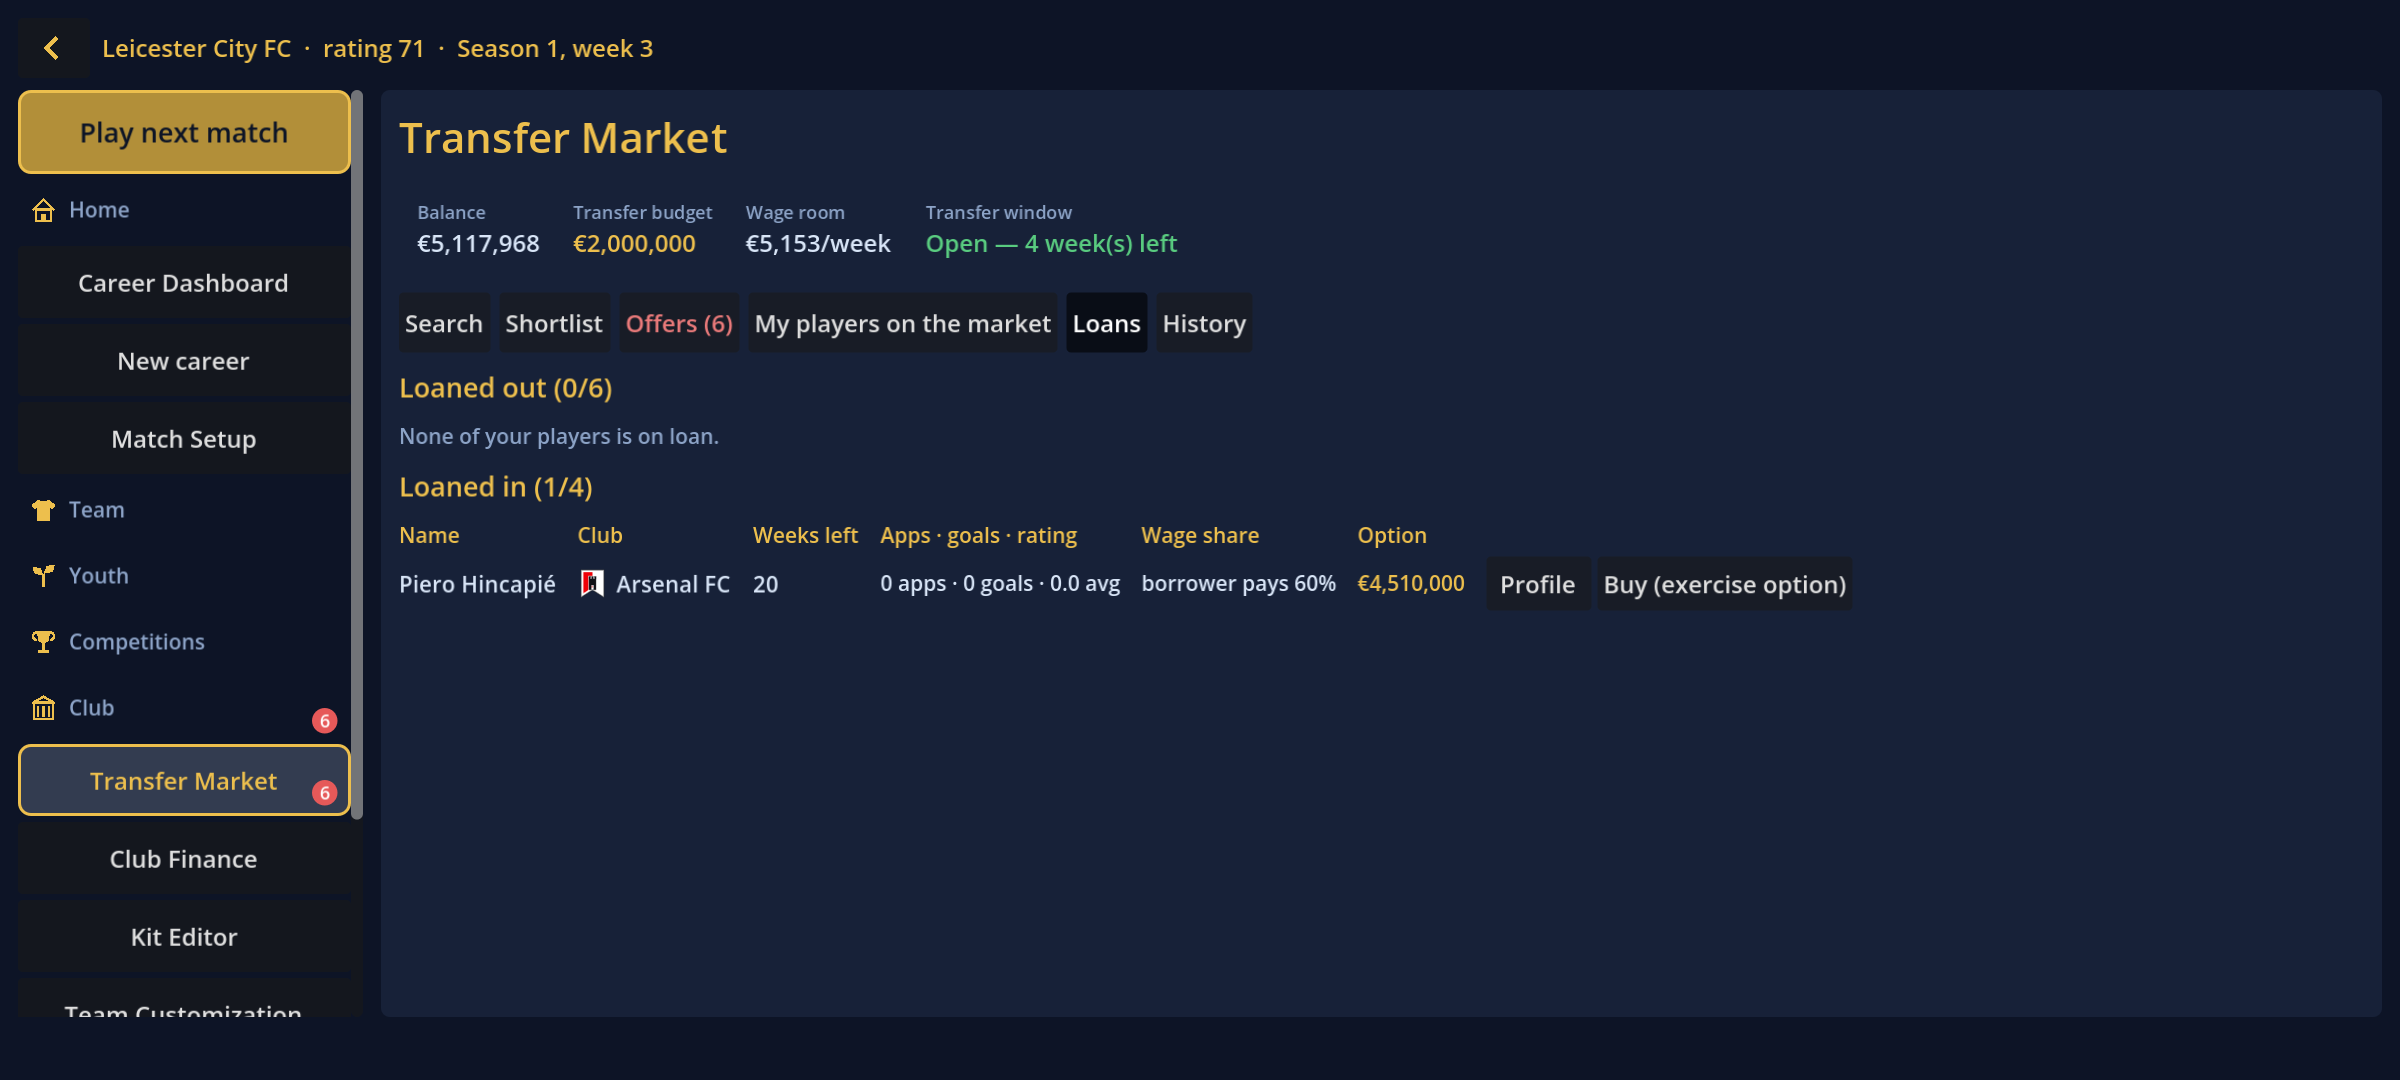 Leicester City FC · rating 71 · Season 1, week 3
Play next match
Home
Career Dashboard
New career
Match Setup
Team
Youth
Competitions
Club
6
Transfer Market
6
Club Finance
Kit Editor
Team Customization
Transfer Market
Balance Transfer budget Wage room Transfer window
€5,117,968 €2,000,000 €5,153/week Open — 4 week(s) left
Search Shortlist Offers (6) My players on the market Loans History
Loaned out (0/6)
None of your players is on loan.
Loaned in (1/4)
Name Club Weeks left Apps · goals · rating Wage share Option
Piero Hincapié Arsenal FC 20 0 apps · 0 goals · 0.0 avg borrower pays 60% €4,510,000 Profile Buy (exercise option)